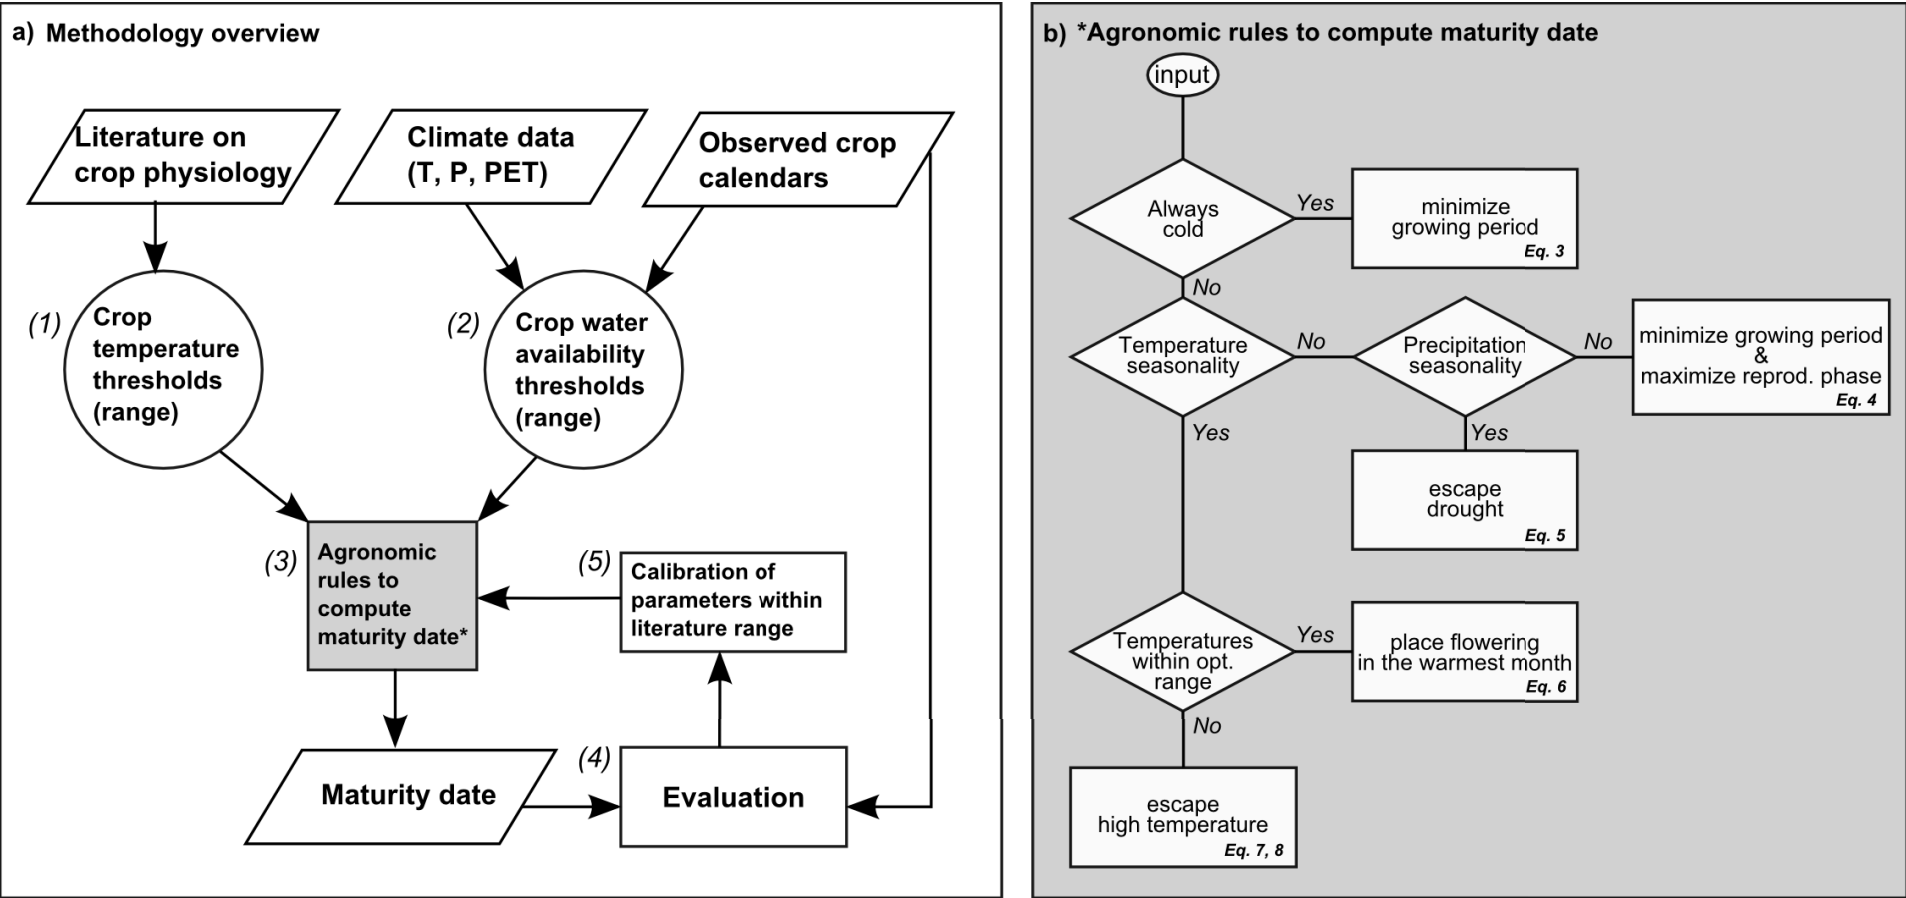 a) Methodology overview
Literature on
crop physiology
Climate data
(T, P, PET)
Observed crop
calendars
(1)
Crop
temperature
thresholds
(range)
(2)
Crop water
availability
thresholds
(range)
(3)
Agronomic
rules to
compute
maturity date*
(5)
Calibration of
parameters within
literature range
Maturity date
(4)
Evaluation
b) *Agronomic rules to compute maturity date
input
Always
cold
Yes
minimize
growing period
Eq. 3
No
Temperature
seasonality
No
Precipitation
seasonality
No
minimize growing period
&
maximize reprod. phase
Eq. 4
Yes
Yes
escape
drought
Eq. 5
Temperatures
within opt.
range
Yes
place flowering
in the warmest month
Eq. 6
No
escape
high temperature
Eq. 7, 8